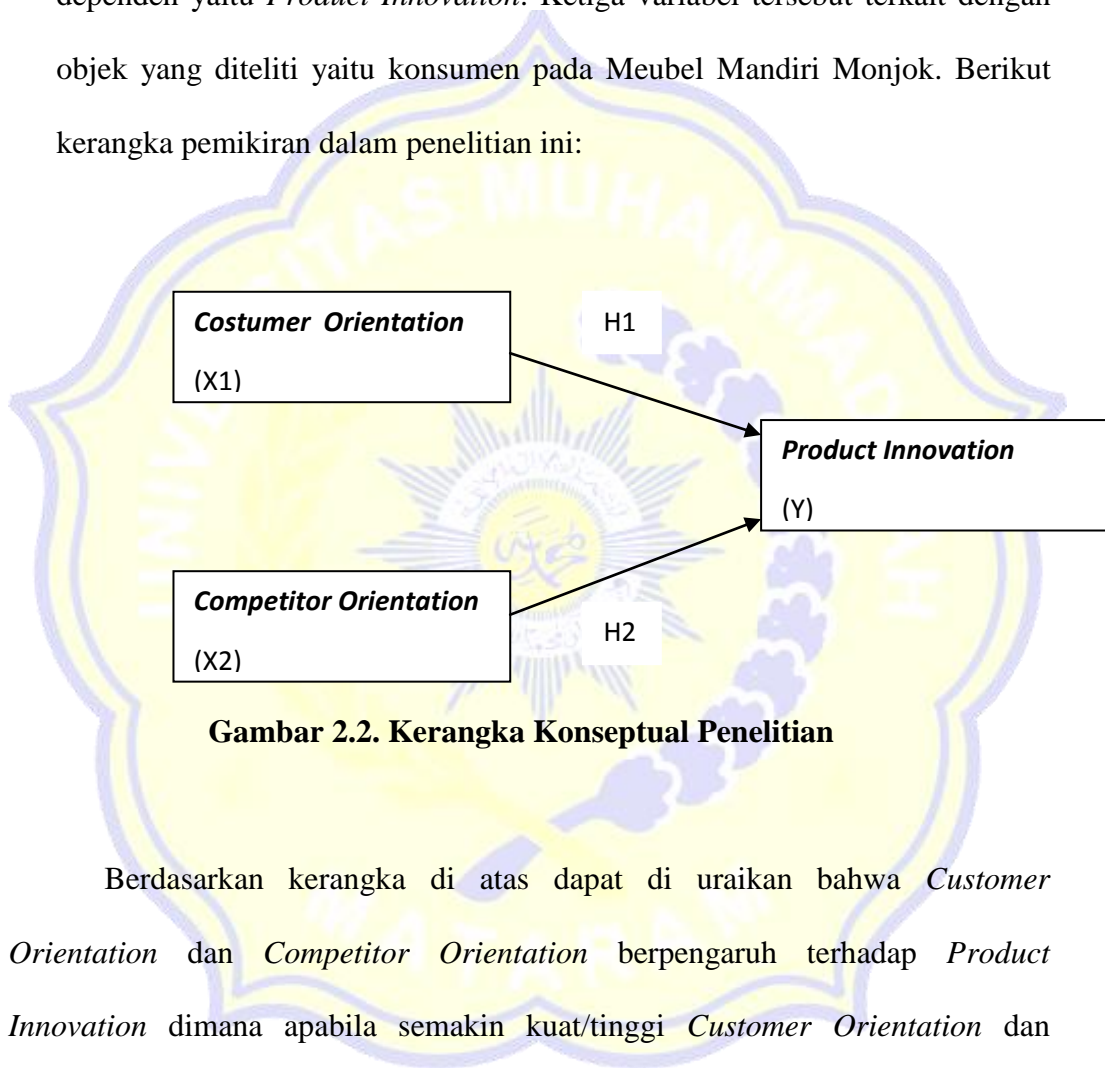 dependen yaitu Product Innovation. Ketiga variabel tersebut terkait dengan
objek yang diteliti yaitu konsumen pada Meubel Mandiri Monjok. Berikut
kerangka pemikiran dalam penelitian ini:
UNIVERSITAS MUHAMMADIYAH
Costumer Orientation
(X1)
H1
Product Innovation
(Y)
Competitor Orientation
(X2)
H2
Gambar 2.2. Kerangka Konseptual Penelitian
Berdasarkan kerangka di atas dapat di uraikan bahwa Customer
Orientation dan Competitor Orientation berpengaruh terhadap Product
Innovation dimana apabila semakin kuat/tinggi Customer Orientation dan
MATARAM